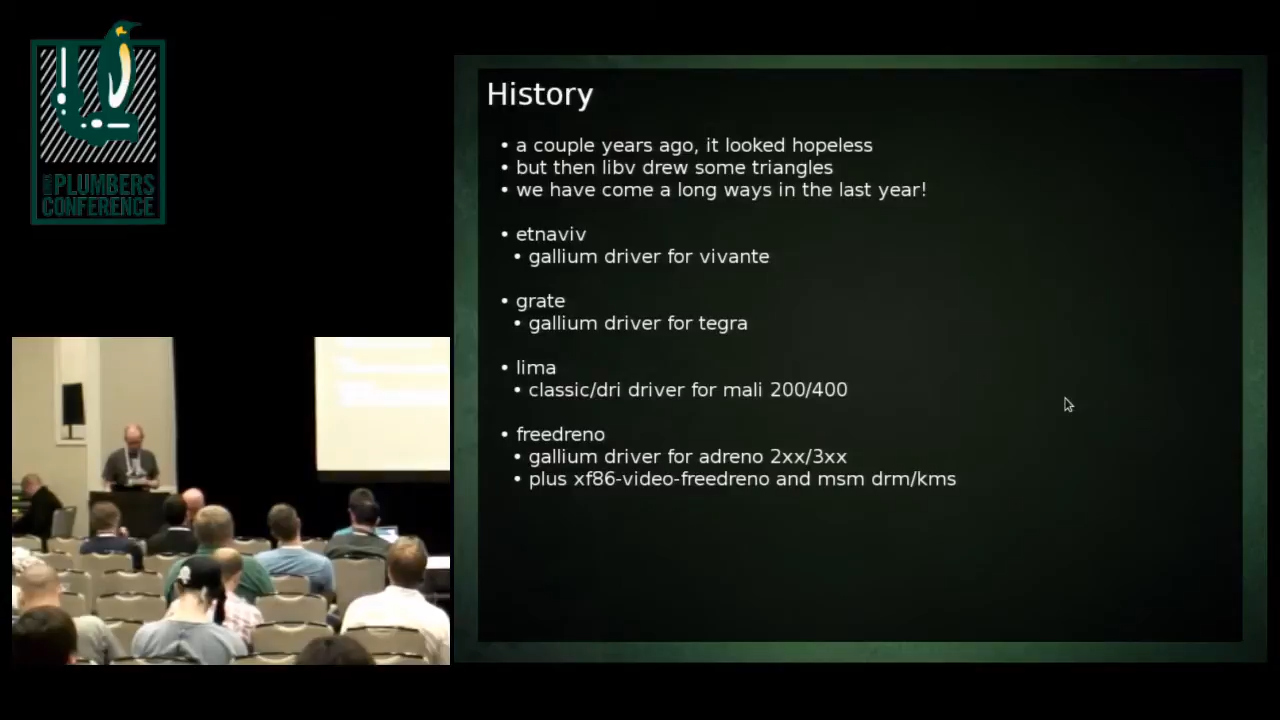 LINUX
PLUMBERS
CONFERENCE
History
• a couple years ago, it looked hopeless
• but then libv drew some triangles
• we have come a long ways in the last year!
• etnaviv
• gallium driver for vivante
• grate
• gallium driver for tegra
• lima
• classic/dri driver for mali 200/400
• freedreno
• gallium driver for adreno 2xx/3xx
• plus xf86-video-freedreno and msm drm/kms